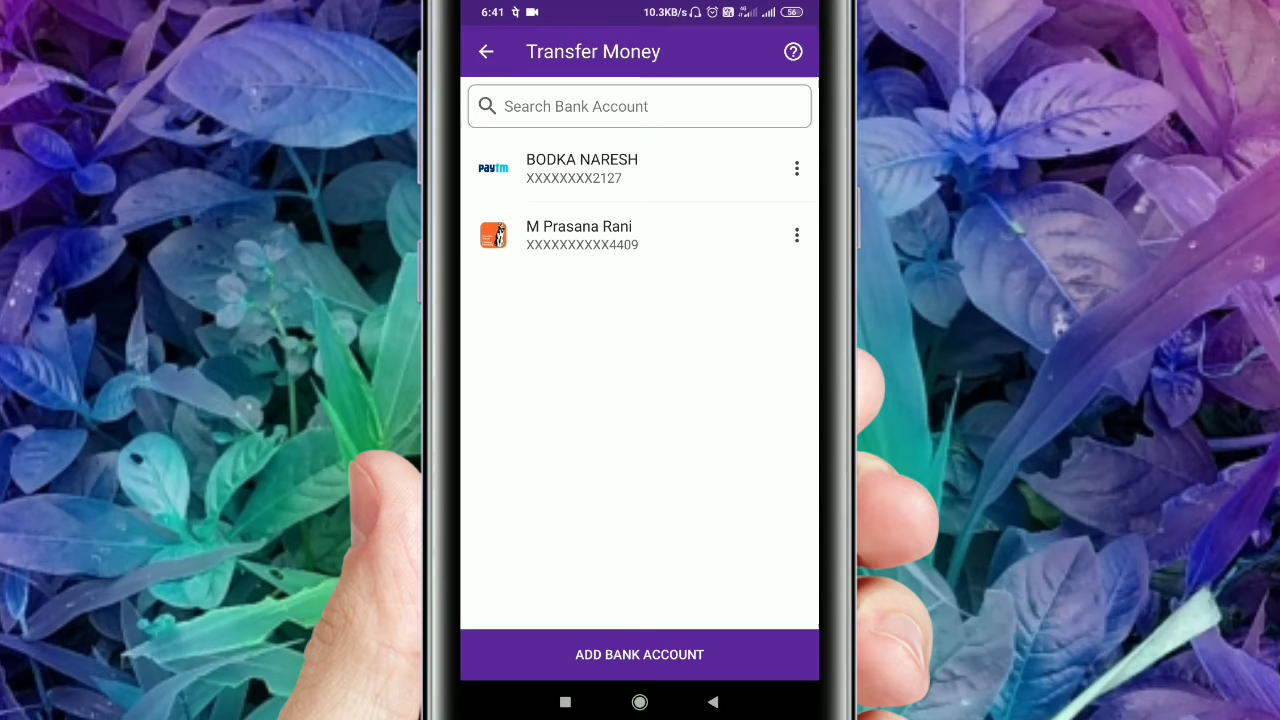 6:41 पे 10.3KB/s 4G 56
Transfer Money
Search Bank Account
paytm
BODKA NARESH
XXXXXXXX2127
M Prasana Rani
XXXXXXXXXX4409
ADD BANK ACCOUNT